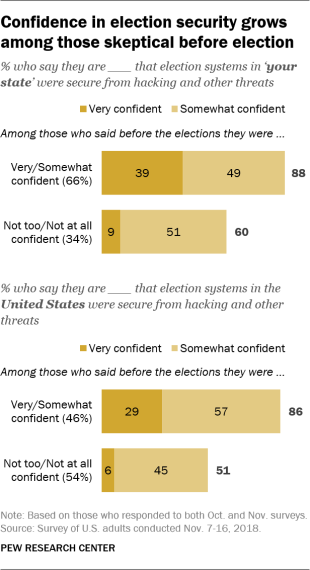 Confidence in election security grows
among those skeptical before election
% who say they are ___ that election systems in ‘your
state’ were secure from hacking and other threats
Very confident Somewhat confident
Among those who said before the elections they were ...
Very/Somewhat
confident (66%)
39 49 88
Not too/Not at all
confident (34%)
9 51 60
% who say they are ___ that election systems in the
United States were secure from hacking and other
threats
Very confident Somewhat confident
Among those who said before the elections they were ...
Very/Somewhat
confident (46%)
29 57 86
Not too/Not at all
confident (54%)
6 45 51
Note: Based on those who responded to both Oct. and Nov. surveys.
Source: Survey of U.S. adults conducted Nov. 7-16, 2018.
PEW RESEARCH CENTER